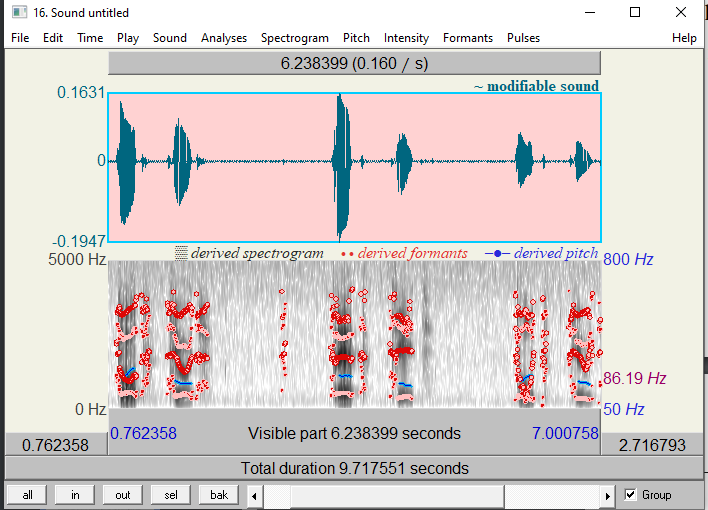 16. Sound untitled
File Edit Time Play Sound Analyses Spectrogram Pitch Intensity Formants Pulses Help
6.238399 (0.160 / s)
~ modifiable sound
0.1631
0
-0.1947
derived spectrogram derived formants derived pitch
5000 Hz 800 Hz
86.19 Hz
0 Hz 50 Hz
0.762358 Visible part 6.238399 seconds 7.000758
0.762358 2.716793
Total duration 9.717551 seconds
all in out sel bak Group